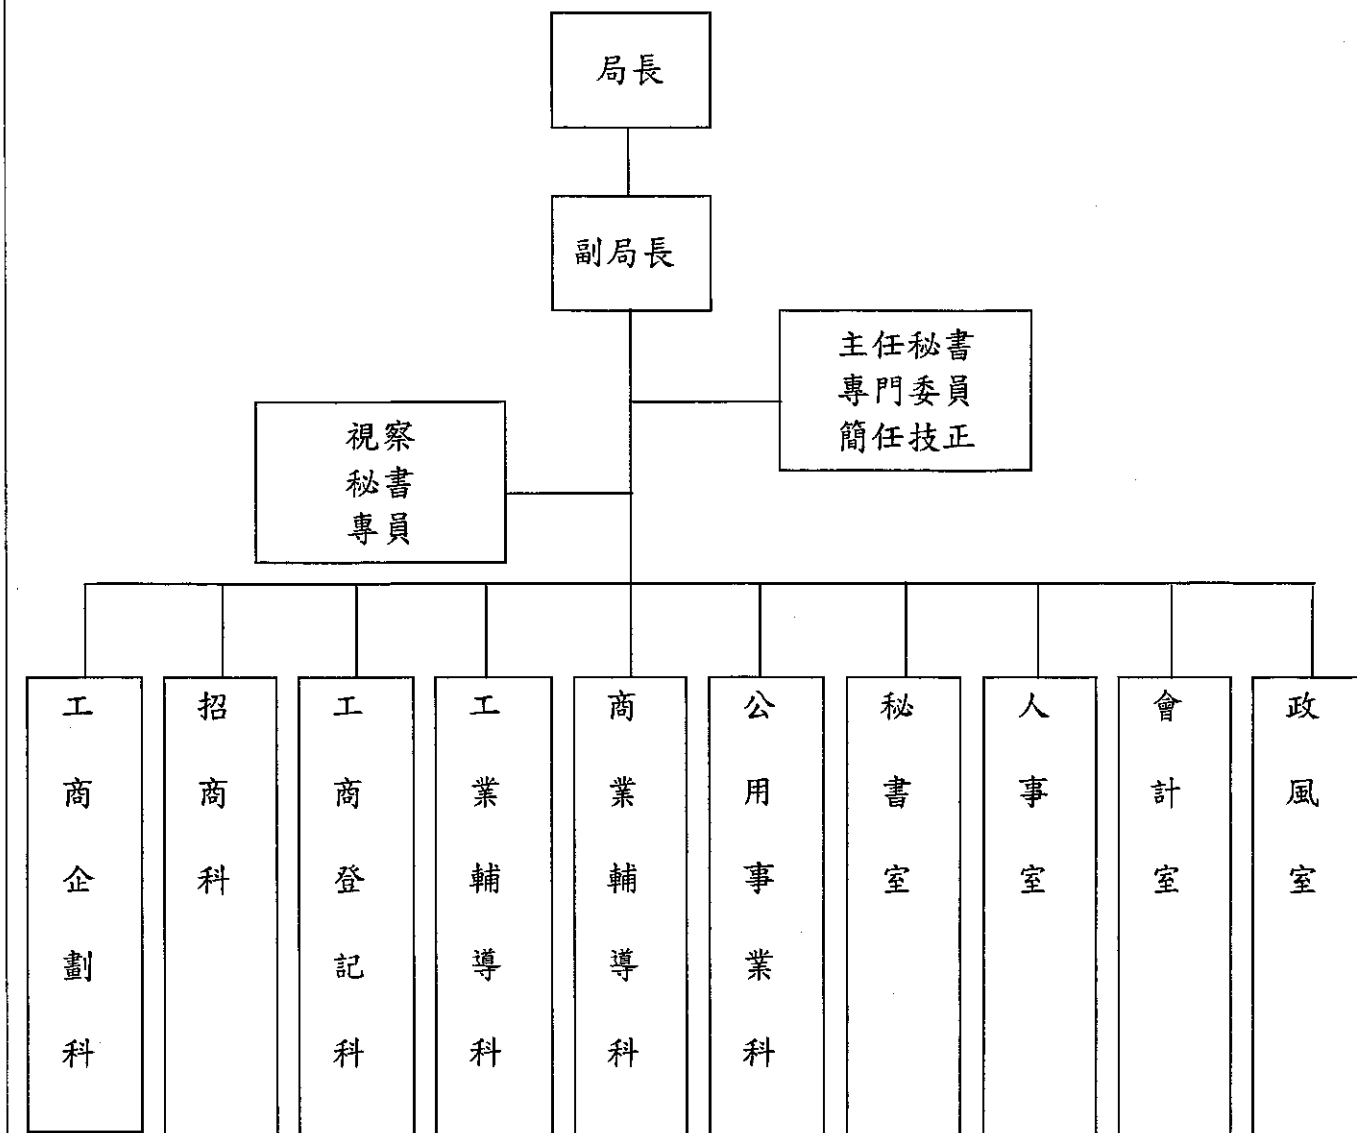 局長
副局長
主任秘書
專門委員
簡任技正
視察
秘書
專員
工商企劃科
招商科
工商登記科
工業輔導科
商業輔導科
公用事業科
秘書室
人事室
會計室
政風室